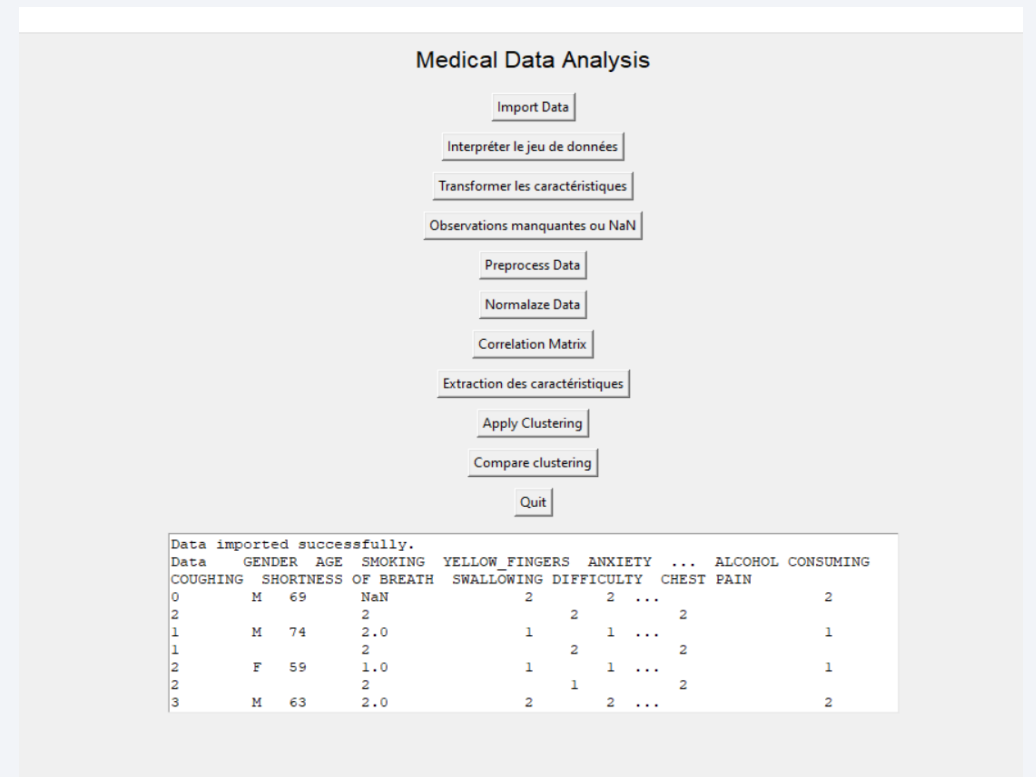 Medical Data Analysis
Import Data
Interpréter le jeu de données
Transformer les caractéristiques
Observations manquantes ou NaN
Preprocess Data
Normalaze Data
Correlation Matrix
Extraction des caractéristiques
Apply Clustering
Compare clustering
Quit
Data imported successfully.
Data GENDER AGE SMOKING YELLOW_FINGERS ANXIETY ... ALCOHOL CONSUMING
COUGHING SHORTNESS OF BREATH SWALLOWING DIFFICULTY CHEST PAIN
0 M 69 NaN 2 2 ... 2
2 2 2 2
1 M 74 2.0 1 1 ... 1
1 2 2 2
2 F 59 1.0 1 1 ... 1
2 2 1 2
3 M 63 2.0 2 2 ... 2